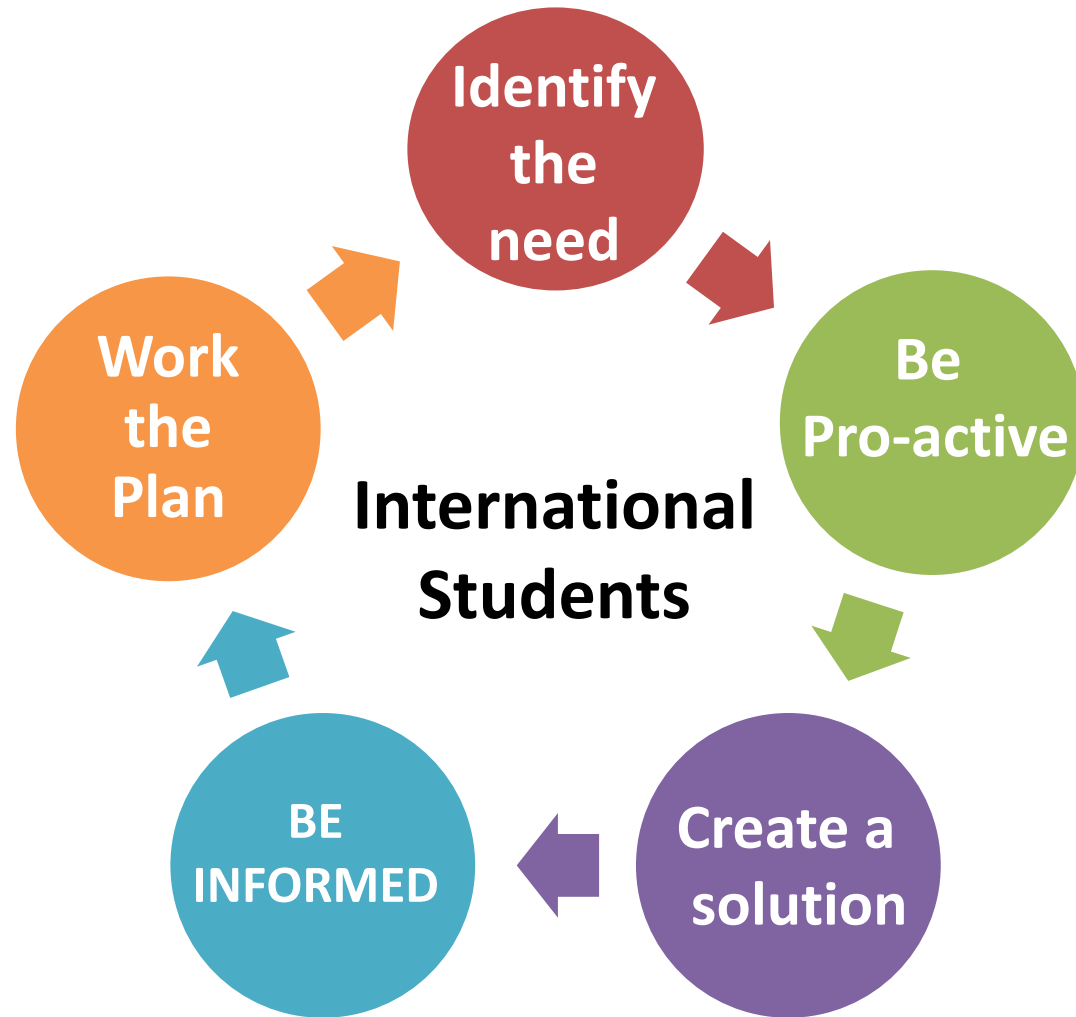 Identify
the
need
Be
Pro-active
Create a
solution
BE
INFORMED
Work
the
Plan
International
Students